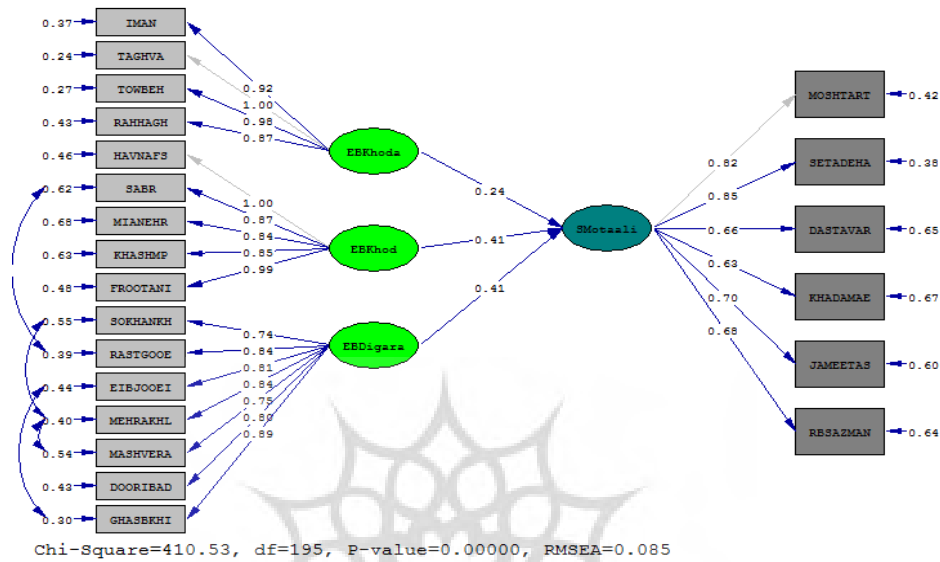 0.37 IMAN
0.24 TAGHVA
0.27 TOWBEH
0.43 RAHHAGH
0.46 HAVNAFS
0.62 SABR
0.68 MIANEHR
0.63 KHASHMP
0.48 FROOTANI
0.55 SOKHANKH
0.39 RASTGOOE
0.44 EIBJOOEI
0.40 MEHRAKHL
0.54 MASHVERA
0.43 DOORIBAD
0.30 GHASBKHI
0.92
1.00
0.98
0.87
1.00
0.87
0.84
0.85
0.99
0.74
0.84
0.81
0.84
0.75
0.80
0.89
EBKhoda
EBKhod
EBDigara
0.24
0.41
0.41
SMotaali
0.82
0.85
0.66
0.63
0.70
0.68
MOSHTART 0.42
SETADEHA 0.38
DASTAVAR 0.65
KHADAMAE 0.67
JAMEETAS 0.60
RBSAZMAN 0.64
Chi-Square=410.53, df=195, P-value=0.00000, RMSEA=0.085